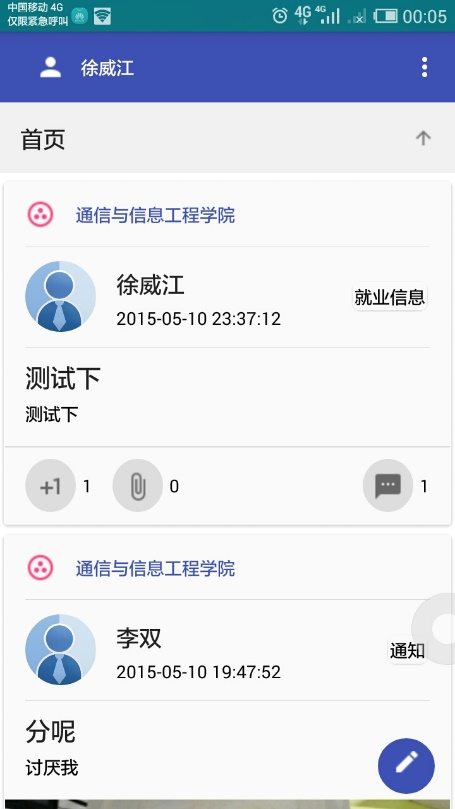 中国移动 4G
仅限紧急呼叫
4G 4G 00:05
徐威江
首页
通信与信息工程学院
徐威江
就业信息
2015-05-10 23:37:12
测试下
测试下
+1 1 0 1
通信与信息工程学院
李双
通知
2015-05-10 19:47:52
分呢
讨厌我